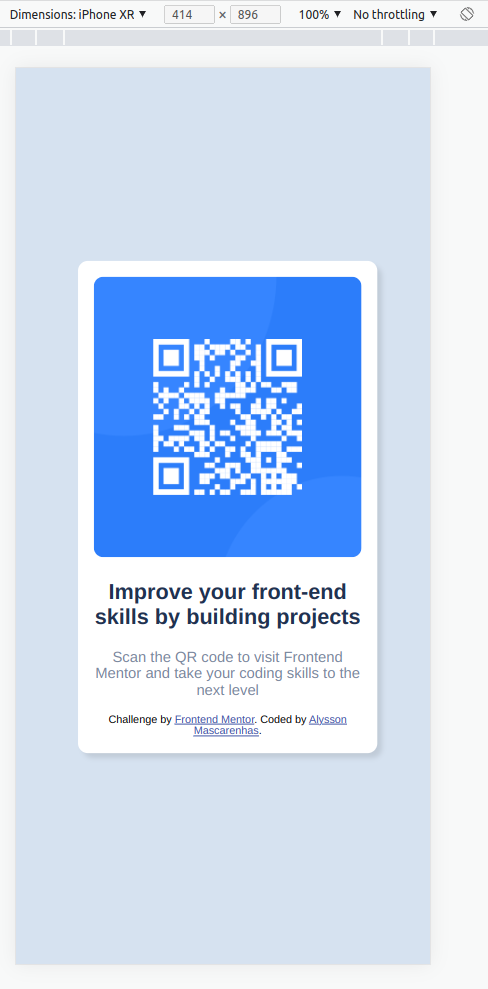 Dimensions: iPhone XR ▼ 414 × 896 100% ▼ No throttling ▼
Improve your front-end
skills by building projects
Scan the QR code to visit Frontend
Mentor and take your coding skills to the
next level
Challenge by Frontend Mentor. Coded by Alysson
Mascarenhas.